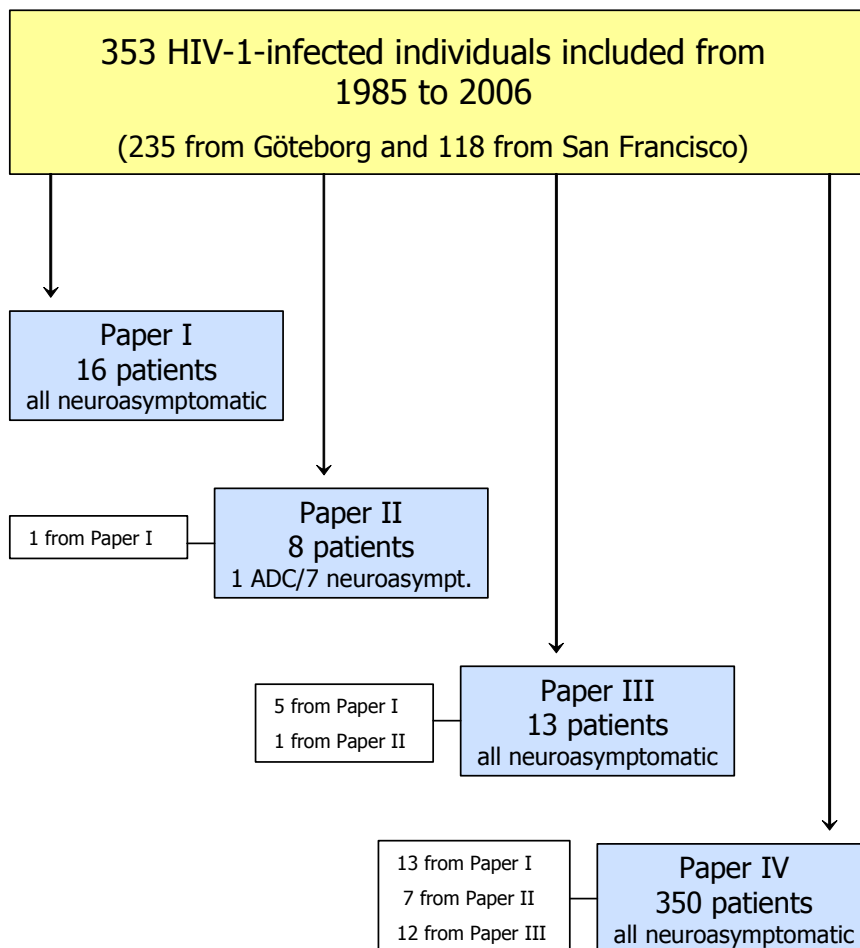 353 HIV-1-infected individuals included from
1985 to 2006
(235 from Göteborg and 118 from San Francisco)
Paper I
16 patients
all neuroasymptomatic
1 from Paper I
Paper II
8 patients
1 ADC/7 neuroasympt.
5 from Paper I
1 from Paper II
Paper III
13 patients
all neuroasymptomatic
13 from Paper I
7 from Paper II
12 from Paper III
Paper IV
350 patients
all neuroasymptomatic